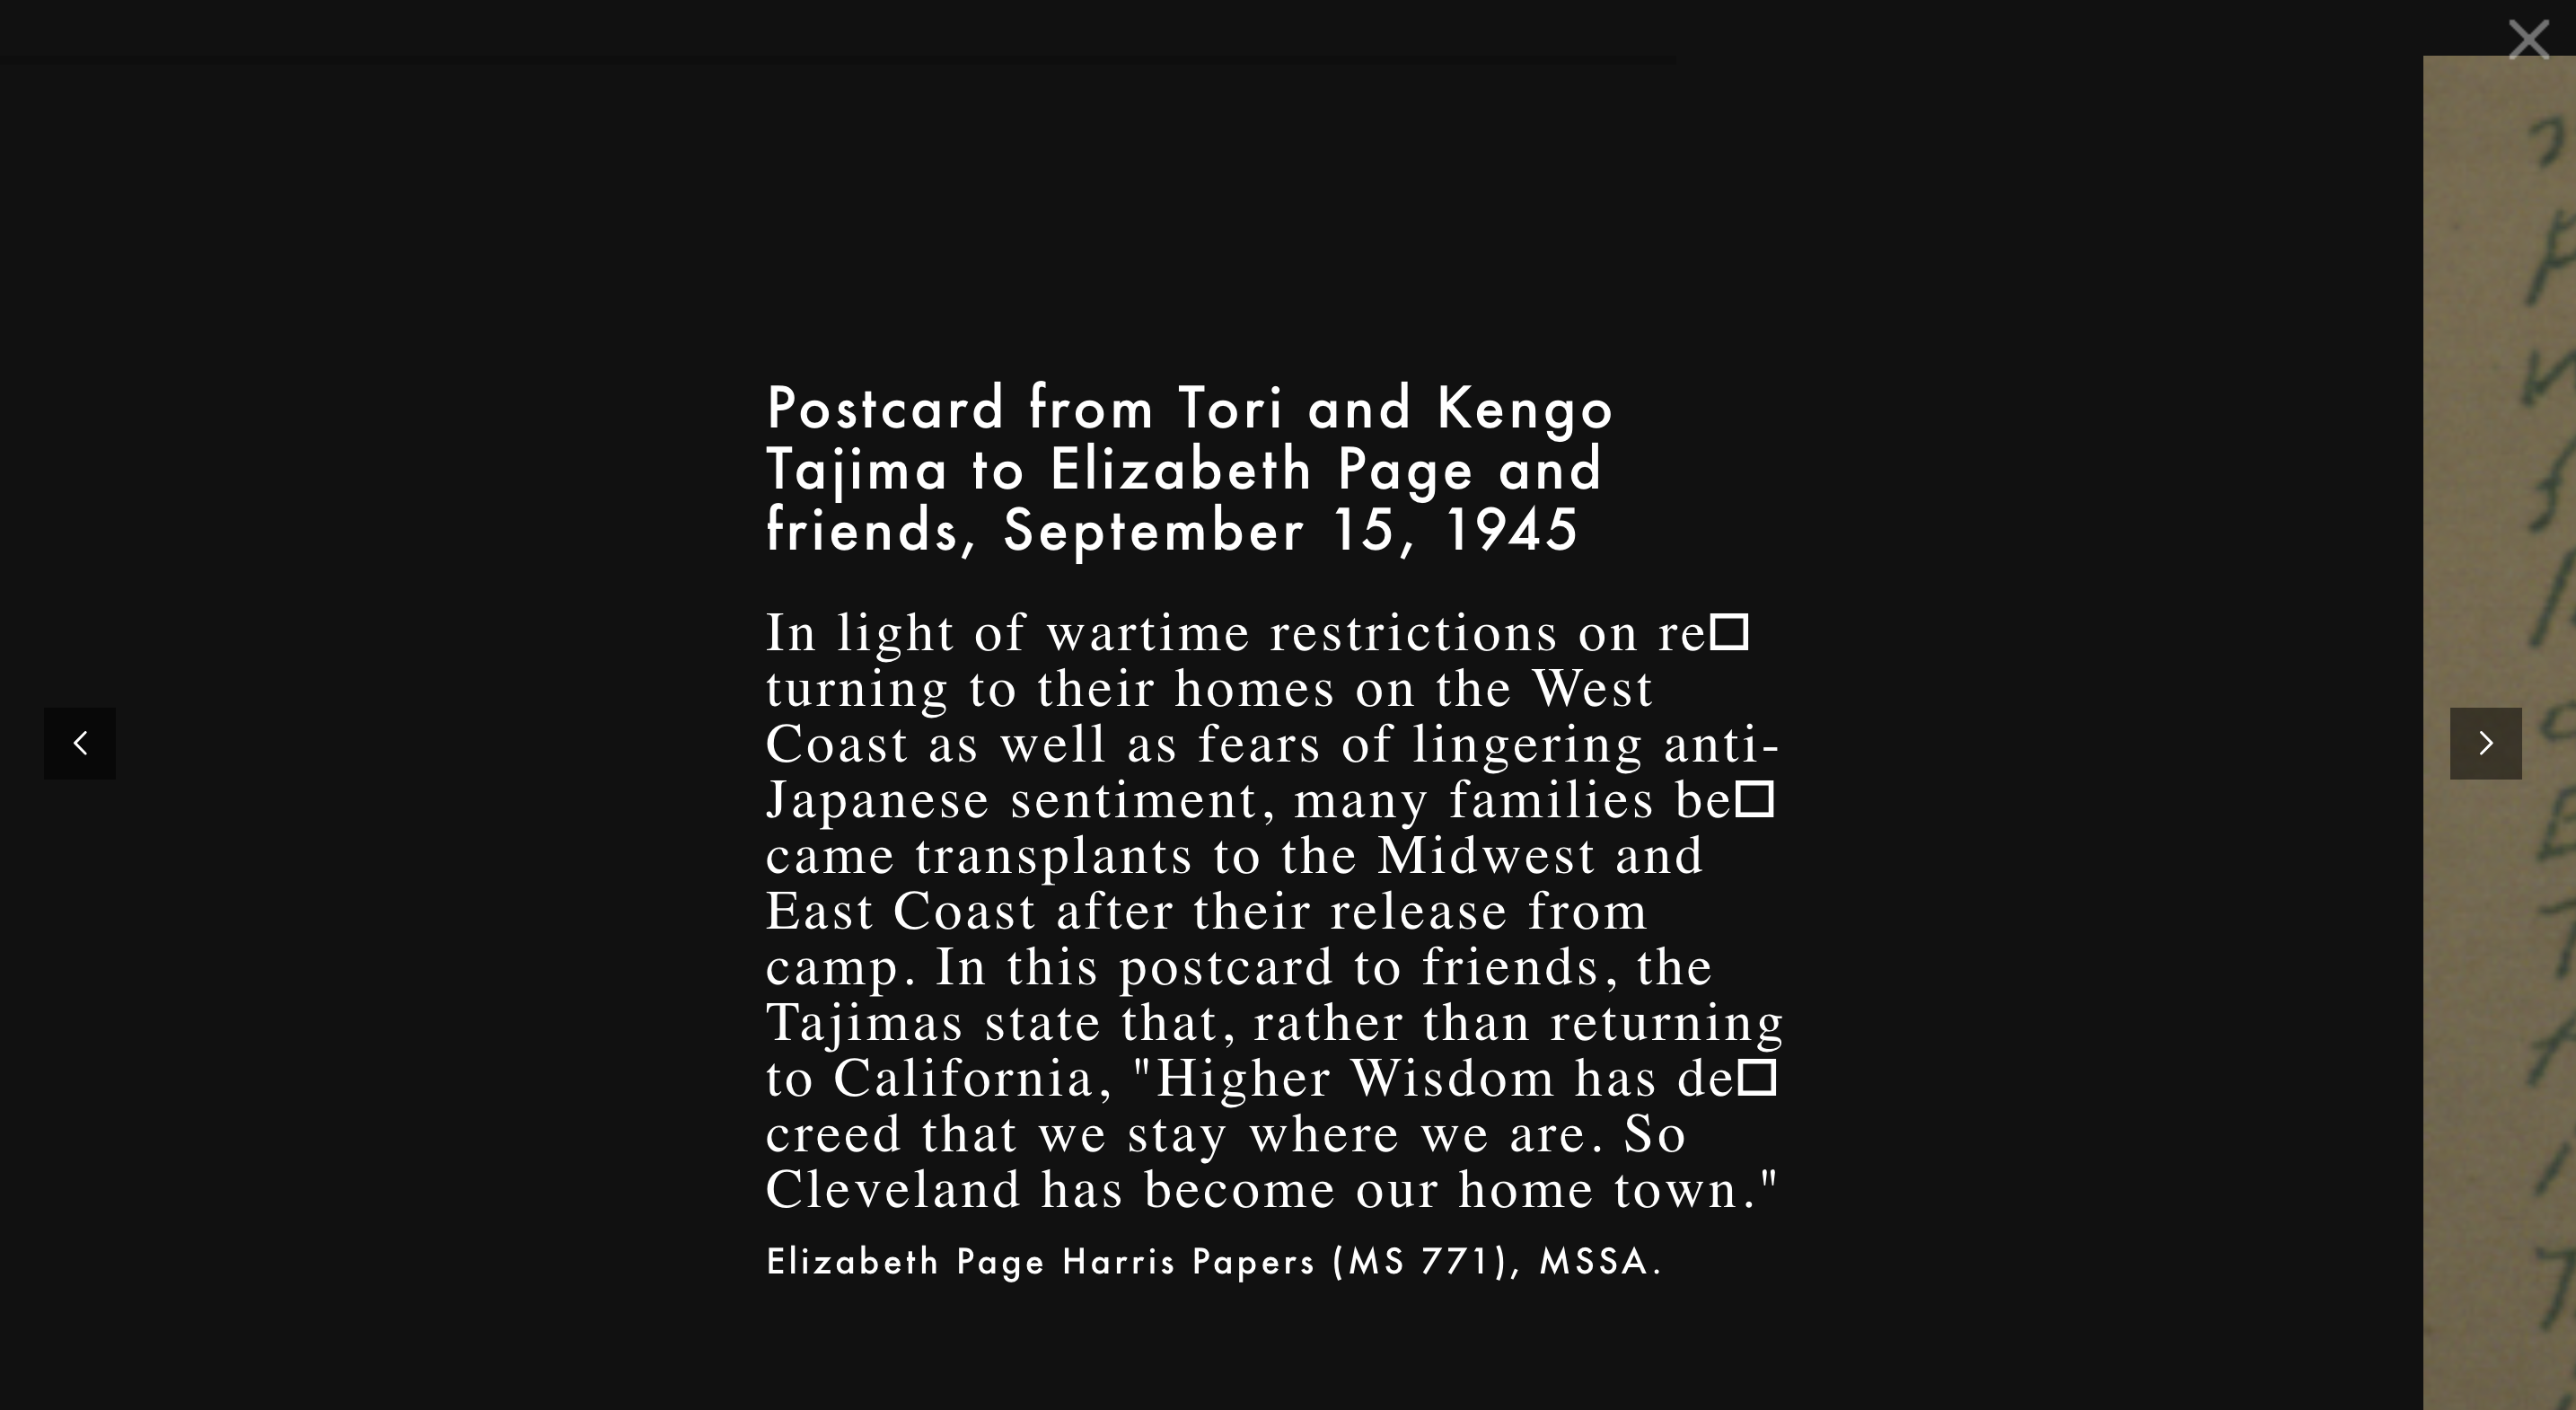 Postcard from Tori and Kengo
Tajima to Elizabeth Page and
friends, September 15, 1945
In light of wartime restrictions on re□
turning to their homes on the West
Coast as well as fears of lingering anti-
Japanese sentiment, many families be□
came transplants to the Midwest and
East Coast after their release from
camp. In this postcard to friends, the
Tajimas state that, rather than returning
to California, "Higher Wisdom has de□
creed that we stay where we are. So
Cleveland has become our home town."
Elizabeth Page Harris Papers (MS 771), MSSA.